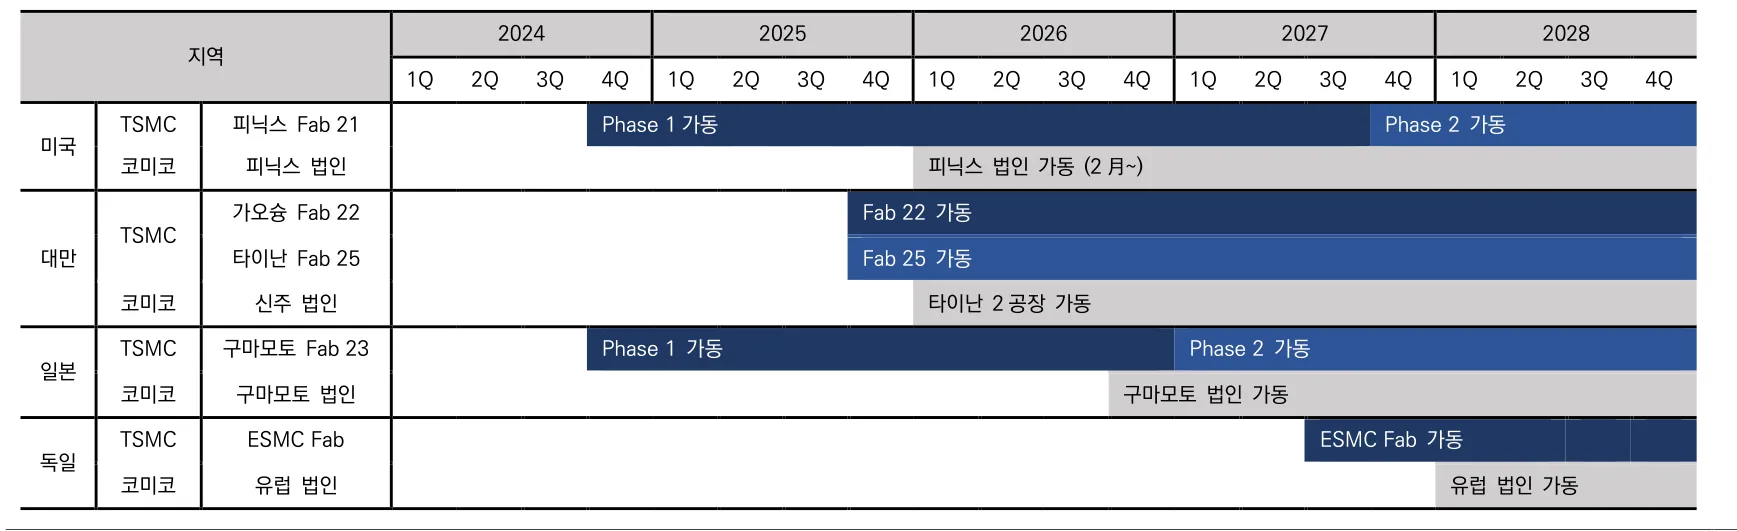 지역 2024 2025 2026 2027 2028
1Q 2Q 3Q 4Q 1Q 2Q 3Q 4Q 1Q 2Q 3Q 4Q 1Q 2Q 3Q 4Q 1Q 2Q 3Q 4Q
미국 TSMC 피닉스 Fab 21 Phase 1 가동 Phase 2 가동
코미코 피닉스 법인 피닉스 법인 가동 (2 月~)
대만 TSMC 가오슝 Fab 22 Fab 22 가동
타이난 Fab 25 Fab 25 가동
코미코 신주 법인 타이난 2 공장 가동
일본 TSMC 구마모토 Fab 23 Phase 1 가동 Phase 2 가동
코미코 구마모토 법인 구마모토 법인 가동
독일 TSMC ESMC Fab ESMC Fab 가동
코미코 유럽 법인 유럽 법인 가동